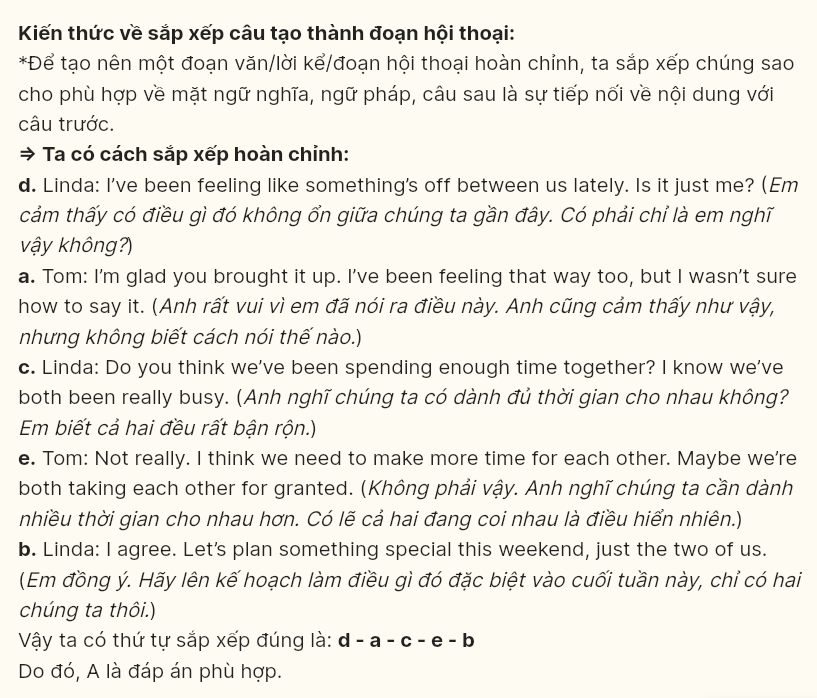 Kiến thức về sắp xếp câu tạo thành đoạn hội thoại:
*Để tạo nên một đoạn văn/lời kể/đoạn hội thoại hoàn chỉnh, ta sắp xếp chúng sao
cho phù hợp về mặt ngữ nghĩa, ngữ pháp, câu sau là sự tiếp nối về nội dung với
câu trước.
⇒ Ta có cách sắp xếp hoàn chỉnh:
d. Linda: I’ve been feeling like something’s off between us lately. Is it just me? (Em
cảm thấy có điều gì đó không ổn giữa chúng ta gần đây. Có phải chỉ là em nghĩ
vậy không?)
a. Tom: I’m glad you brought it up. I’ve been feeling that way too, but I wasn’t sure
how to say it. (Anh rất vui vì em đã nói ra điều này. Anh cũng cảm thấy như vậy,
nhưng không biết cách nói thế nào.)
c. Linda: Do you think we’ve been spending enough time together? I know we’ve
both been really busy. (Anh nghĩ chúng ta có dành đủ thời gian cho nhau không?
Em biết cả hai đều rất bận rộn.)
e. Tom: Not really. I think we need to make more time for each other. Maybe we’re
both taking each other for granted. (Không phải vậy. Anh nghĩ chúng ta cần dành
nhiều thời gian cho nhau hơn. Có lẽ cả hai đang coi nhau là điều hiển nhiên.)
b. Linda: I agree. Let’s plan something special this weekend, just the two of us.
(Em đồng ý. Hãy lên kế hoạch làm điều gì đó đặc biệt vào cuối tuần này, chỉ có hai
chúng ta thôi.)
Vậy ta có thứ tự sắp xếp đúng là: d - a - c - e - b
Do đó, A là đáp án phù hợp.